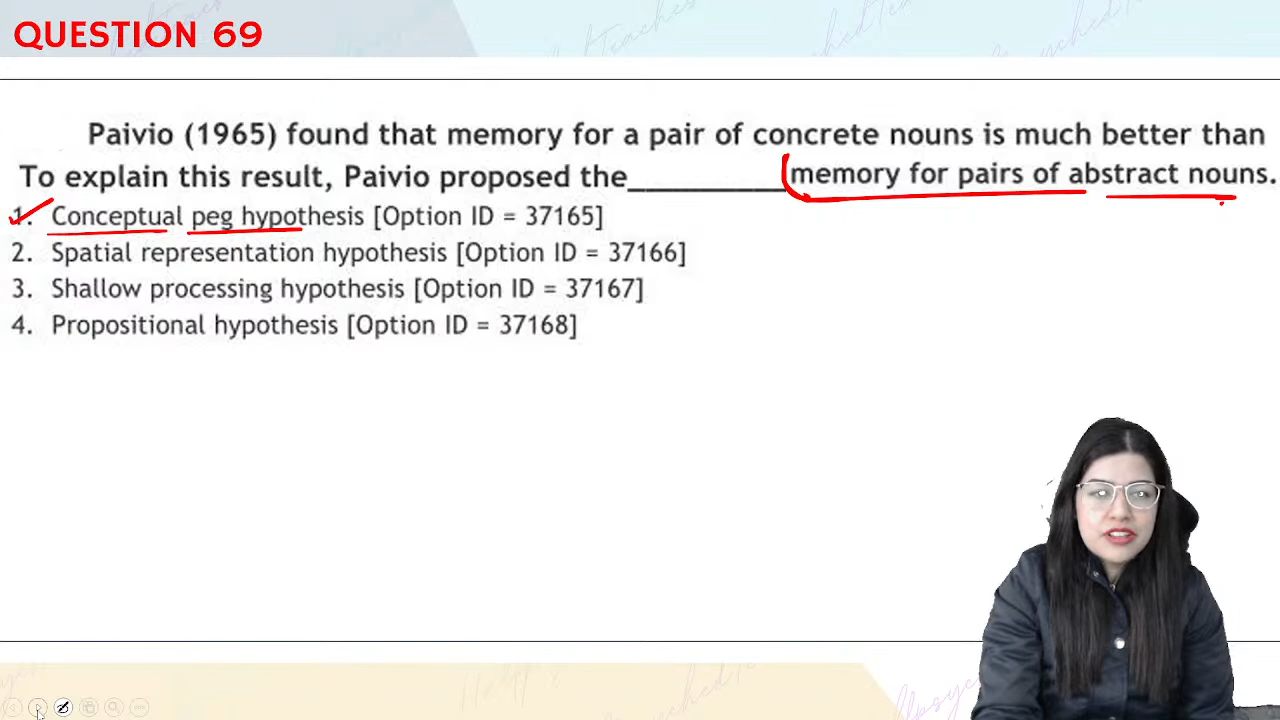 QUESTION 69
Paivio (1965) found that memory for a pair of concrete nouns is much better than
To explain this result, Paivio proposed the__________ memory for pairs of abstract nouns.
1. Conceptual peg hypothesis [Option ID = 37165]
2. Spatial representation hypothesis [Option ID = 37166]
3. Shallow processing hypothesis [Option ID = 37167]
4. Propositional hypothesis [Option ID = 37168]